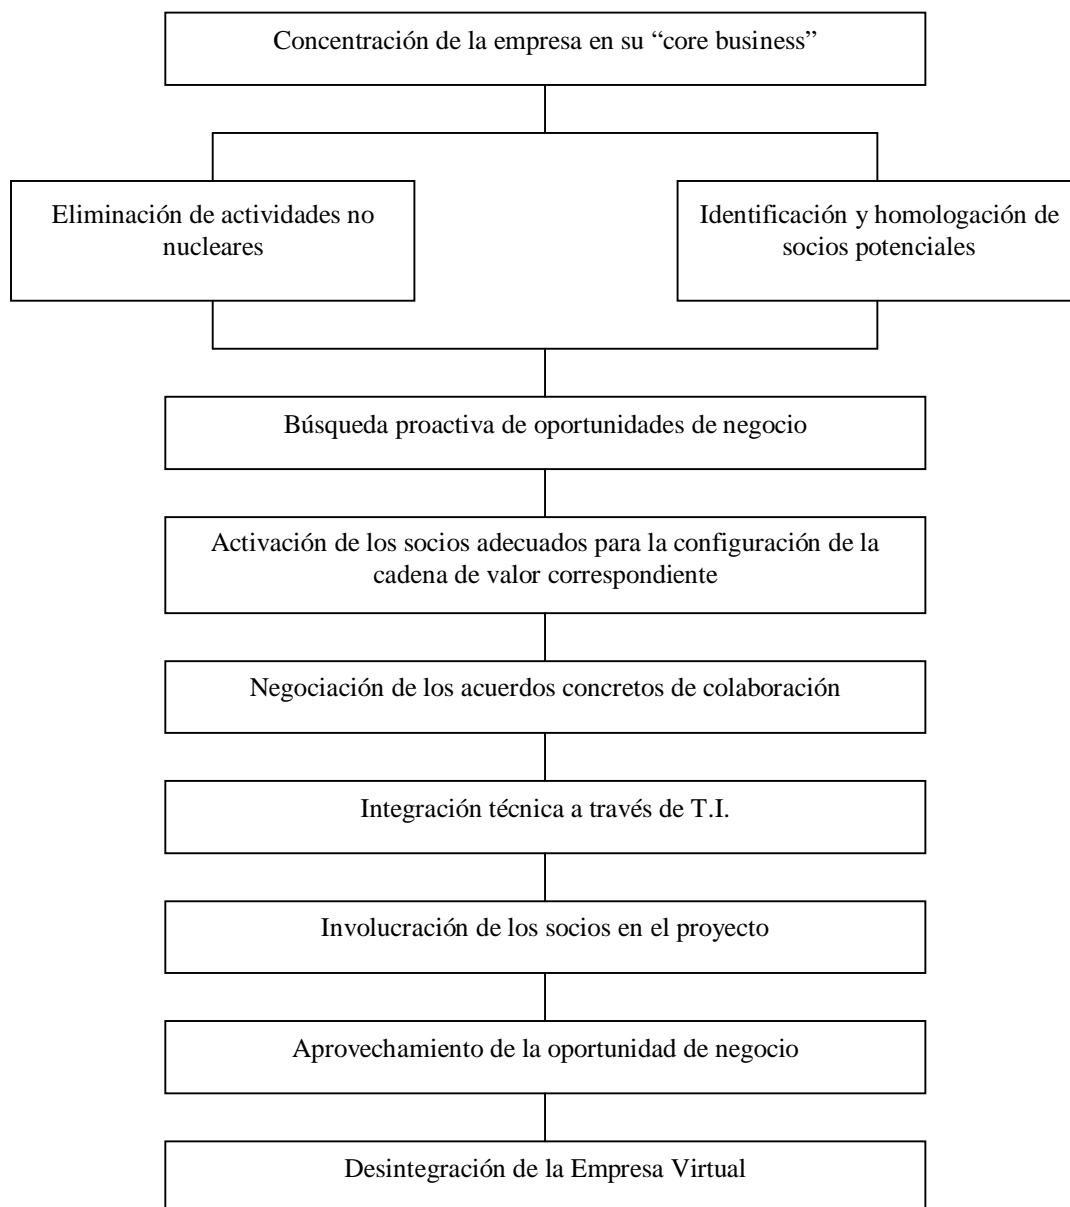 Concentración de la empresa en su “core business”
Eliminación de actividades no
nucleares
Identificación y homologación de
socios potenciales
Búsqueda proactiva de oportunidades de negocio
Activación de los socios adecuados para la configuración de la
cadena de valor correspondiente
Negociación de los acuerdos concretos de colaboración
Integración técnica a través de T.I.
Involucración de los socios en el proyecto
Aprovechamiento de la oportunidad de negocio
Desintegración de la Empresa Virtual